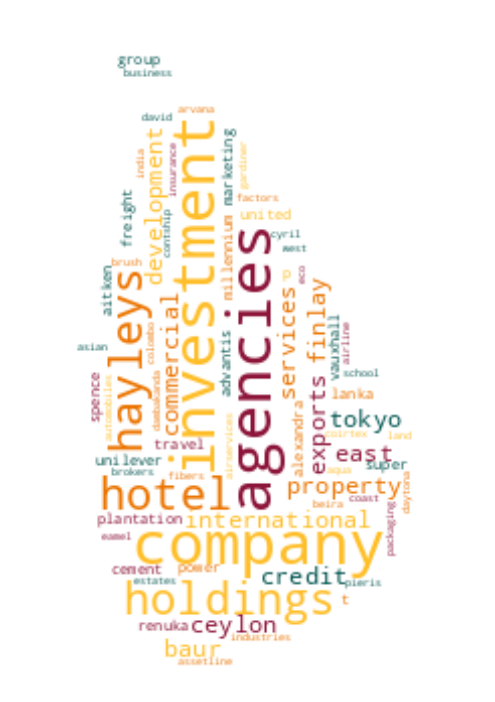 group
business
arvana
david
investment
development
marketing
gardiner
india
insurance
factors
freight
contship
united
millennium
cyril
west
agencies
brush
hayleys
aitken
commercial
colombo
p
eco
services
finlay
vauxhall
airline
asian
advantis
school
spence
automobiles
dambakanda
exports
alexandra
lanka
tokyo
travel
airservices
land
east
unilever
super
brokers
fibers
aqua
hotel
property
daytona
beira
coast
plantation
international
packaging
eamel
company
cement
power
credit
estates
pieris
holdings
t
renuka
ceylon
industries
baur
assetline